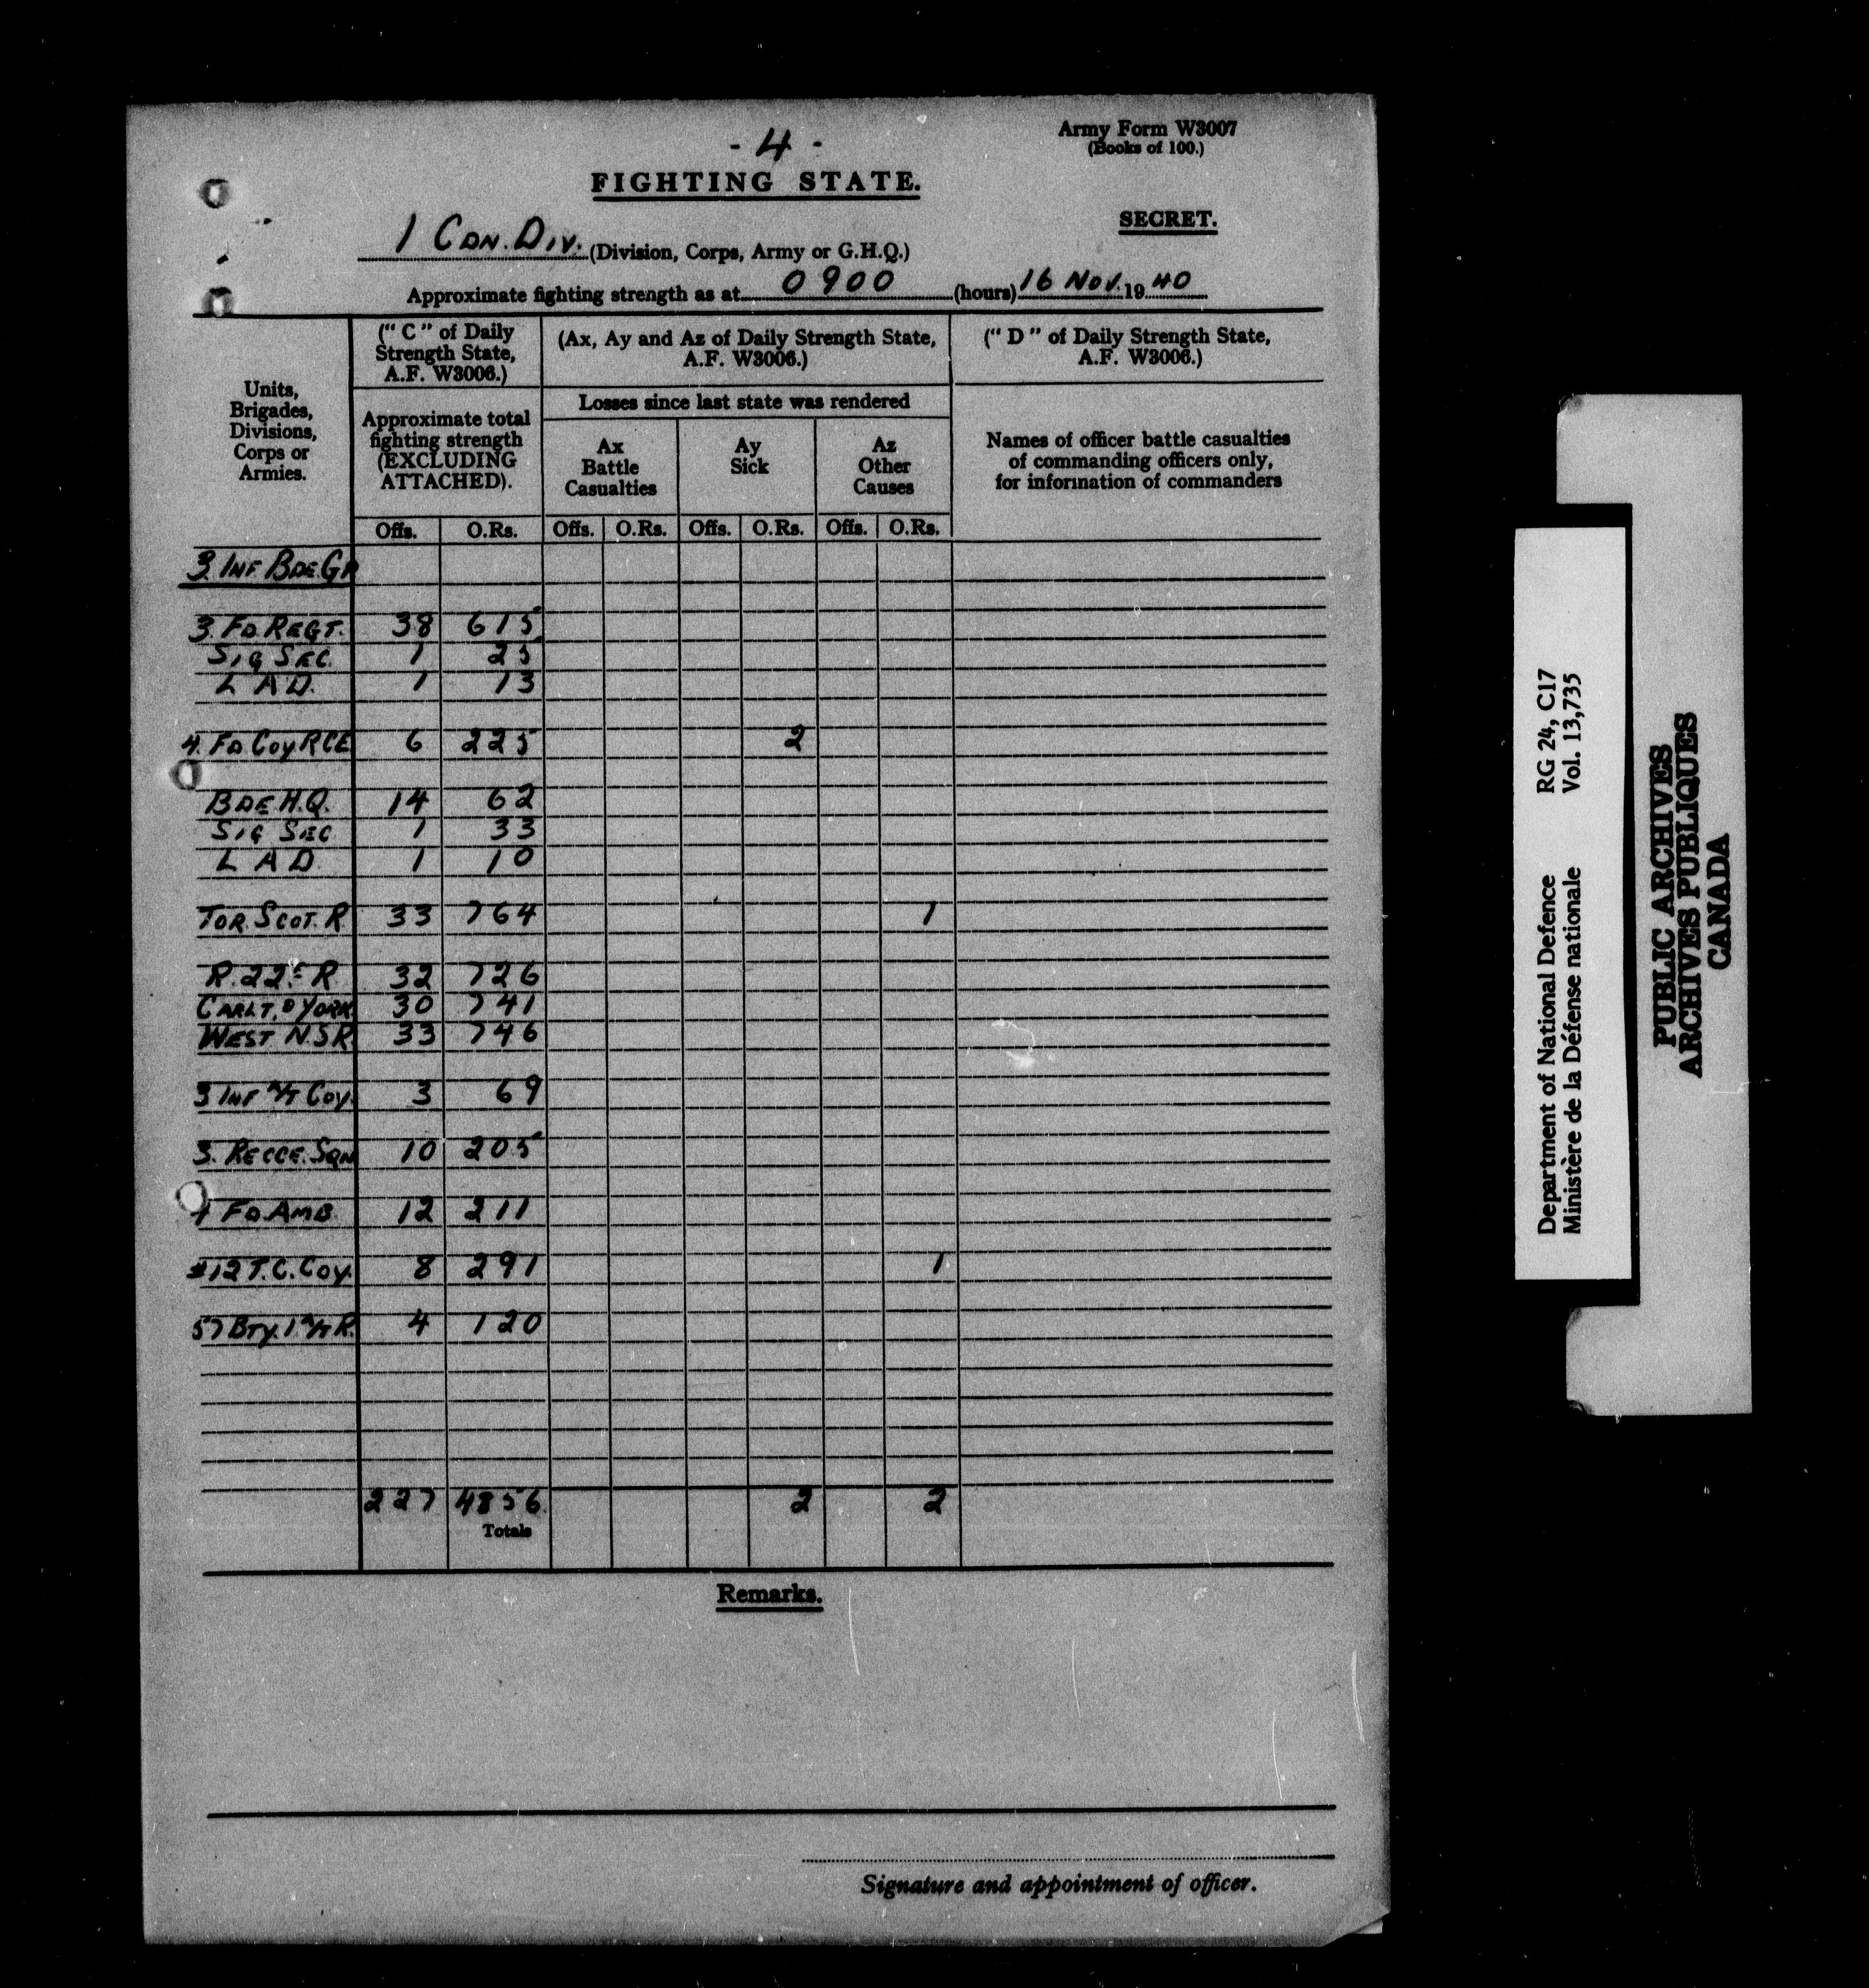 - 4 -
Army Form W3007
(Books of 100.)
FIGHTING STATE.
SECRET.
1 CDN. DIV. (Division, Corps, Army or G.H.Q.)
Approximate fighting strength as at 0900 (hours) 16 Nov. 1940
Units, Brigades, Divisions, Corps or Armies.
("C" of Daily Strength State, A.F. W3006.)
(Ax, Ay and Az of Daily Strength State, A.F. W3006.)
("D" of Daily Strength State, A.F. W3006.)
Approximate total fighting strength (EXCLUDING ATTACHED).
Losses since last state was rendered
Ax Battle Casualties
Ay Sick
Az Other Causes
Names of officer battle casualties of commanding officers only, for information of commanders
Offs. O.Rs. Offs. O.Rs. Offs. O.Rs. Offs. O.Rs.
3. INF BDE. GP
3. FD. REGT. 38 615
SIG SEC. 1 25
L A D. 1 13
4. FD COY RCE 6 225 2
BDE. H.Q. 14 62
SIG SEC 1 33
L A D 1 10
TOR. SCOT. R 33 764 1
R. 22E R 32 726
CARLT. & YORK 30 741
WEST N.S.R. 33 746
3 INF A/T COY. 3 69
3. RECCE. SQN 10 205
FD. AMB. 12 211
#12 T.C. COY. 8 291 1
57 BTY. 1 A/T R. 4 120
227 4856 2 2
Totals
Remarks.
Signature and appointment of officer.
Department of National Defence RG 24, C17
Ministère de la Défense nationale Vol. 13,735
PUBLIC ARCHIVES
ARCHIVES PUBLIQUES
CANADA